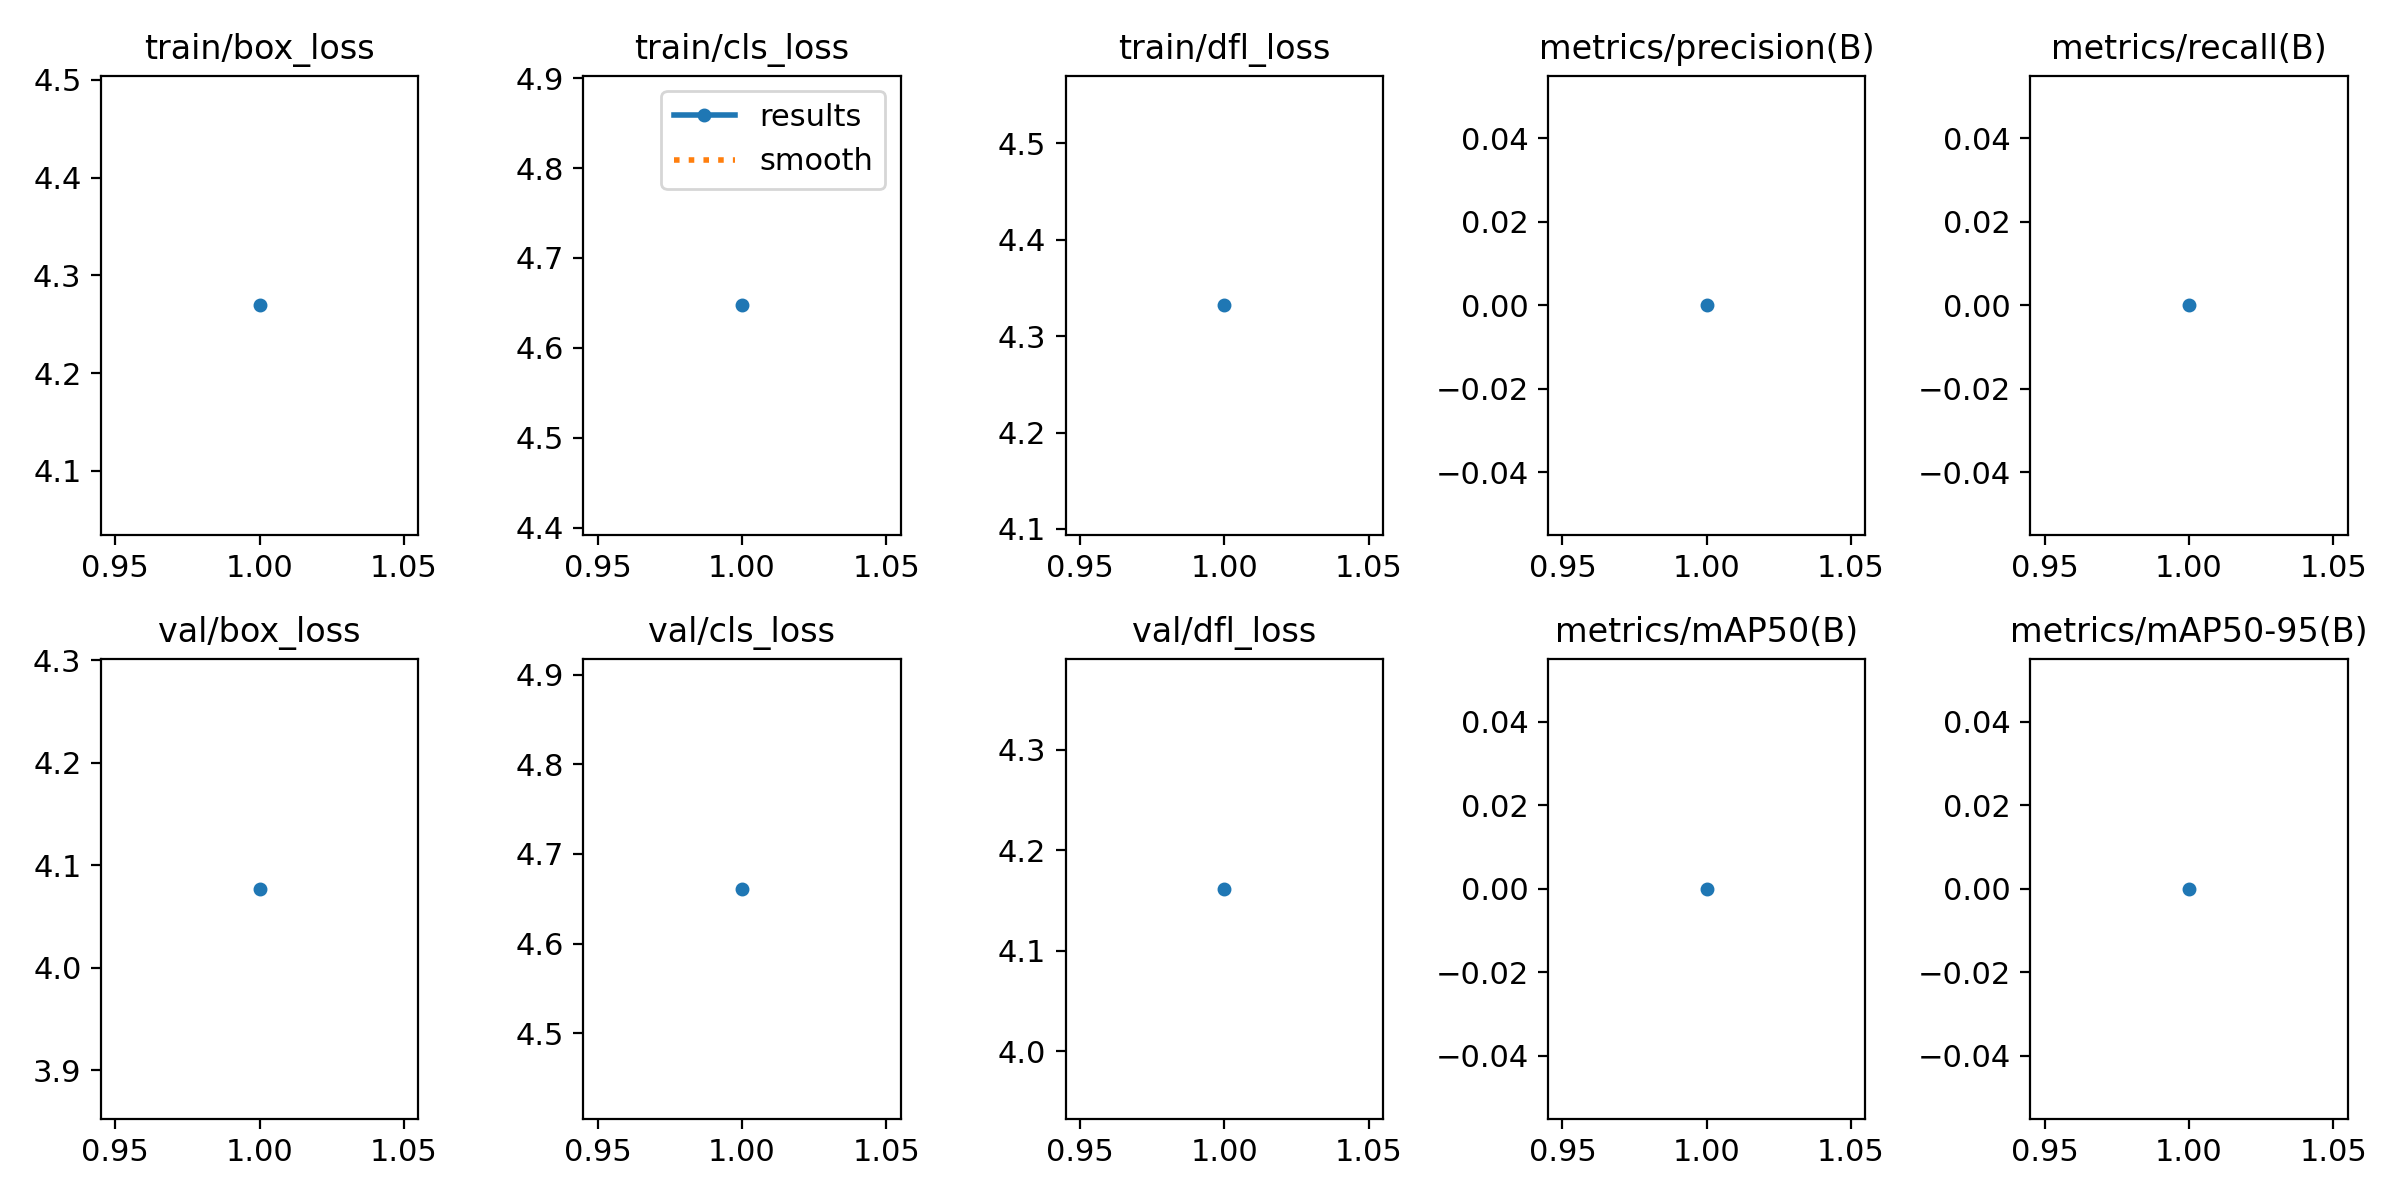 train/box_loss
4.5
4.4
4.3
4.2
4.1
0.95 1.00 1.05
train/cls_loss
results
smooth
4.9
4.8
4.7
4.6
4.5
4.4
0.95 1.00 1.05
train/dfl_loss
4.5
4.4
4.3
4.2
4.1
0.95 1.00 1.05
metrics/precision(B)
0.04
0.02
0.00
−0.02
−0.04
0.95 1.00 1.05
metrics/recall(B)
0.04
0.02
0.00
−0.02
−0.04
0.95 1.00 1.05
val/box_loss
4.3
4.2
4.1
4.0
3.9
0.95 1.00 1.05
val/cls_loss
4.9
4.8
4.7
4.6
4.5
0.95 1.00 1.05
val/dfl_loss
4.3
4.2
4.1
4.0
0.95 1.00 1.05
metrics/mAP50(B)
0.04
0.02
0.00
−0.02
−0.04
0.95 1.00 1.05
metrics/mAP50-95(B)
0.04
0.02
0.00
−0.02
−0.04
0.95 1.00 1.05